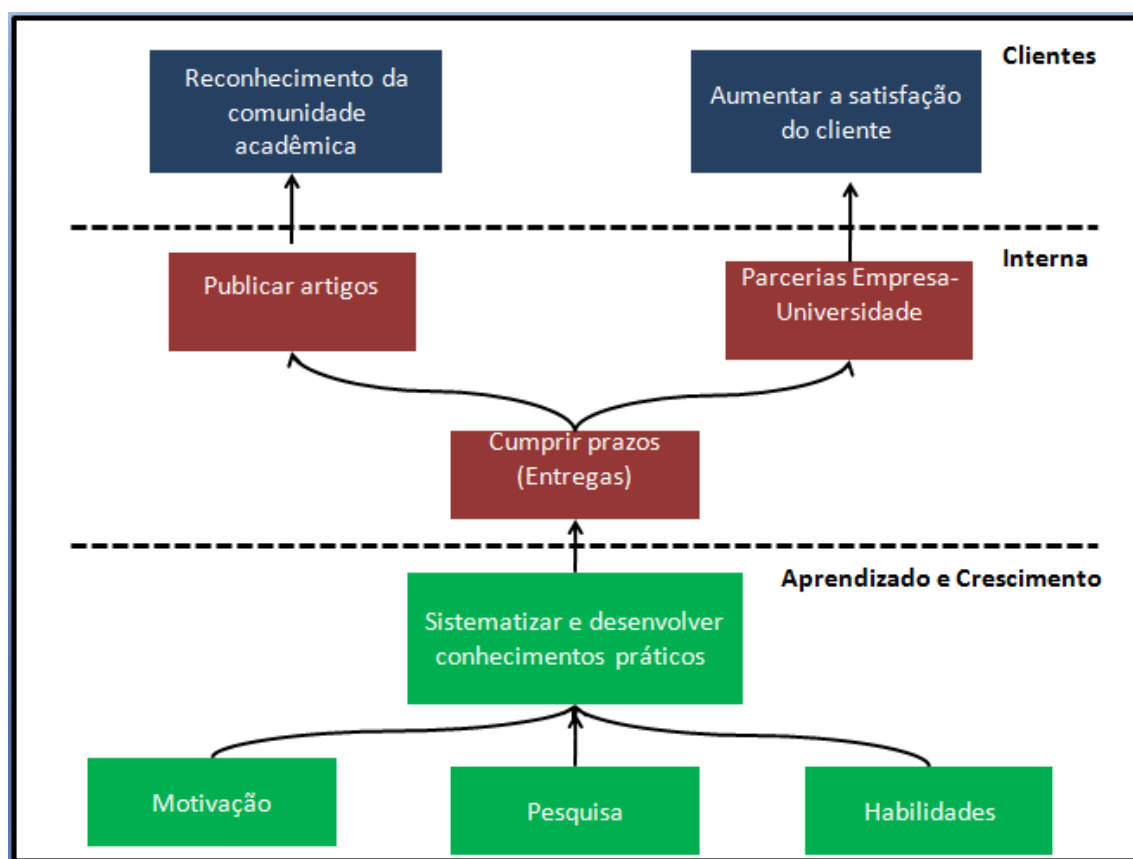 Clientes
Reconhecimento da
comunidade
acadêmica
Aumentar a satisfação
do cliente
Interna
Publicar artigos
Parcerias Empresa-
Universidade
Cumprir prazos
(Entregas)
Aprendizado e Crescimento
Sistematizar e desenvolver
conhecimentos práticos
Motivação
Pesquisa
Habilidades